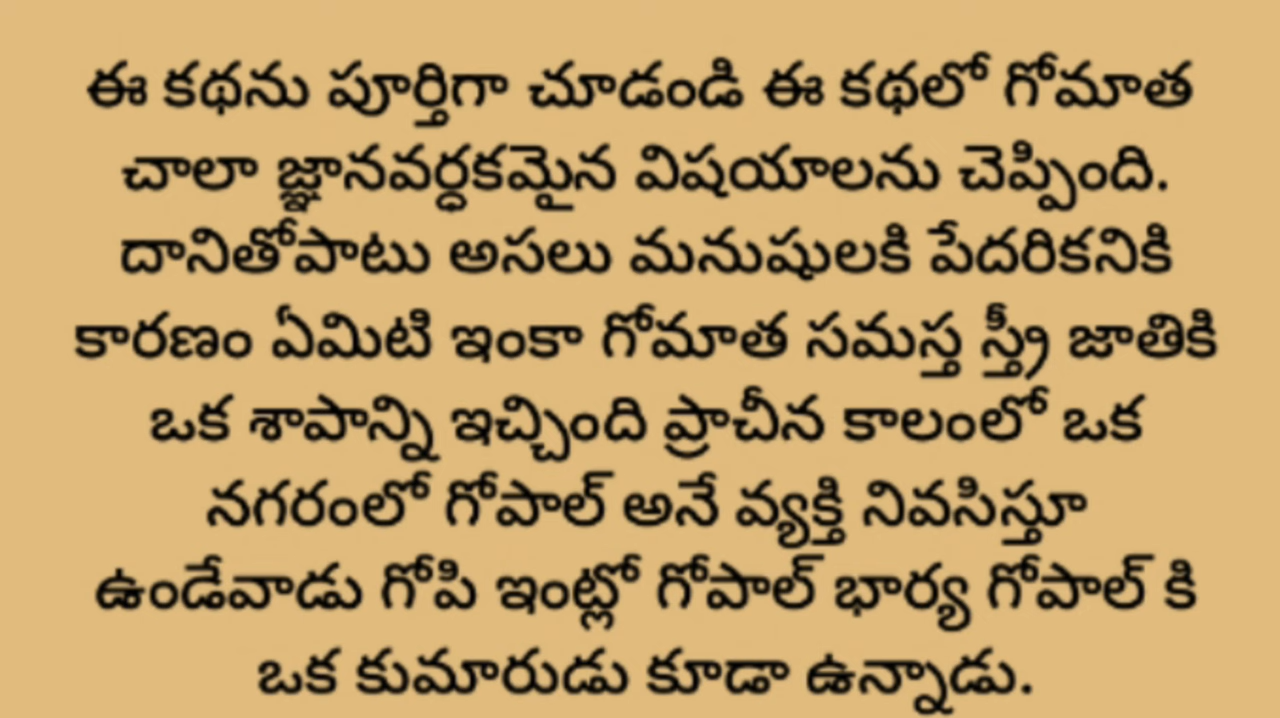 ఈ కథను పూర్తిగా చూడండి ఈ కథలో గోమాత
చాలా జ్ఞానవర్ధకమైన విషయాలను చెప్పింది.
దానితోపాటు అసలు మనుషులకి పేదరికనికి
కారణం ఏమిటి ఇంకా గోమాత సమస్త స్త్రీ జాతికి
ఒక శాపాన్ని ఇచ్చింది ప్రాచీన కాలంలో ఒక
నగరంలో గోపాల్ అనే వ్యక్తి నివసిస్తూ
ఉండేవాడు గోపి ఇంట్లో గోపాల్ భార్య గోపాల్ కి
ఒక కుమారుడు కూడా ఉన్నాడు.